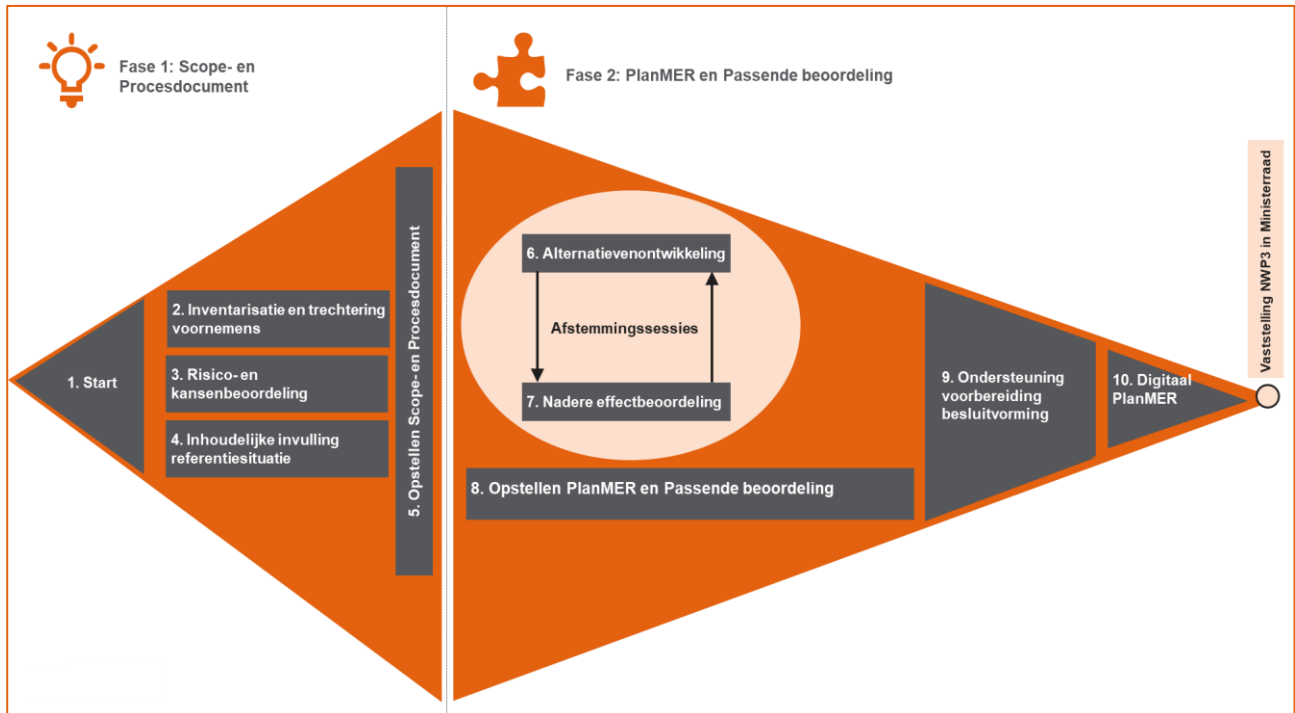 Fase 1: Scope- en
Procesdocument
Fase 2: PlanMER en Passende beoordeling
1. Start
2. Inventarisatie en trechtering
voornemens
3. Risico- en
kansenbeoordeling
4. Inhoudelijke invulling
referentiesituatie
5. Opstellen Scope- en Procesdocument
6. Alternatievenontwikkeling
Afstemmingssessies
7. Nadere effectbeoordeling
8. Opstellen PlanMER en Passende beoordeling
9. Ondersteuning
voorbereiding
besluitvorming
10. Digitaal
PlanMER
Vaststelling NWP3 in Ministerraad